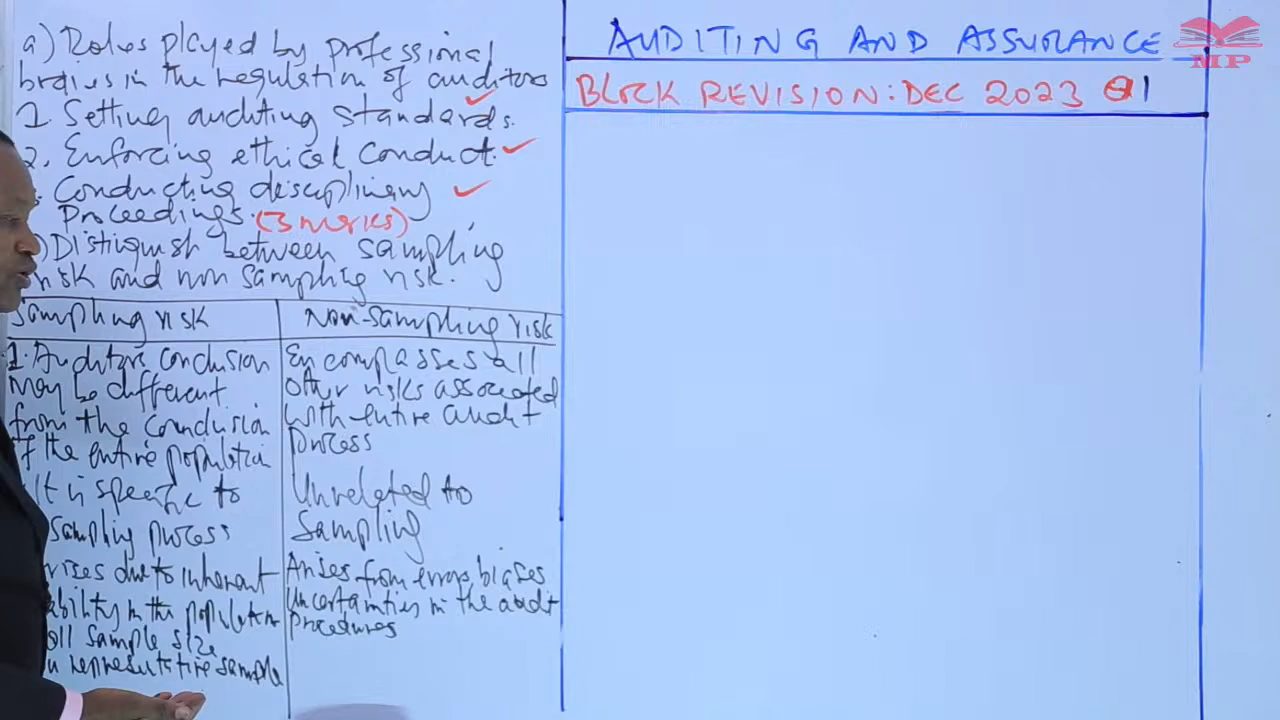 a) Roles played by professional
bodies in the regulation of auditors
1. Setting auditing standards.
2. Enforcing ethical conduct.
Conducting disciplinary
Proceedings. (3 marks)
) Distinguish between sampling
risk and non sampling risk.
Sampling risk
Non-sampling risk
1. Auditors conclusion
may be different
from the conclusion
of the entire population
It is specific to
sampling process
rises due to inherent
ability in the population
all sample size
n representative sample
Encompasses all
other risks associated
with entire audit
process
Unrelated to
Sampling
Arises from errors, biases
Uncertainties in the audit
procedures
AUDITING AND ASSURANCE
BLOCK REVISION: DEC 2023 Q1
MP